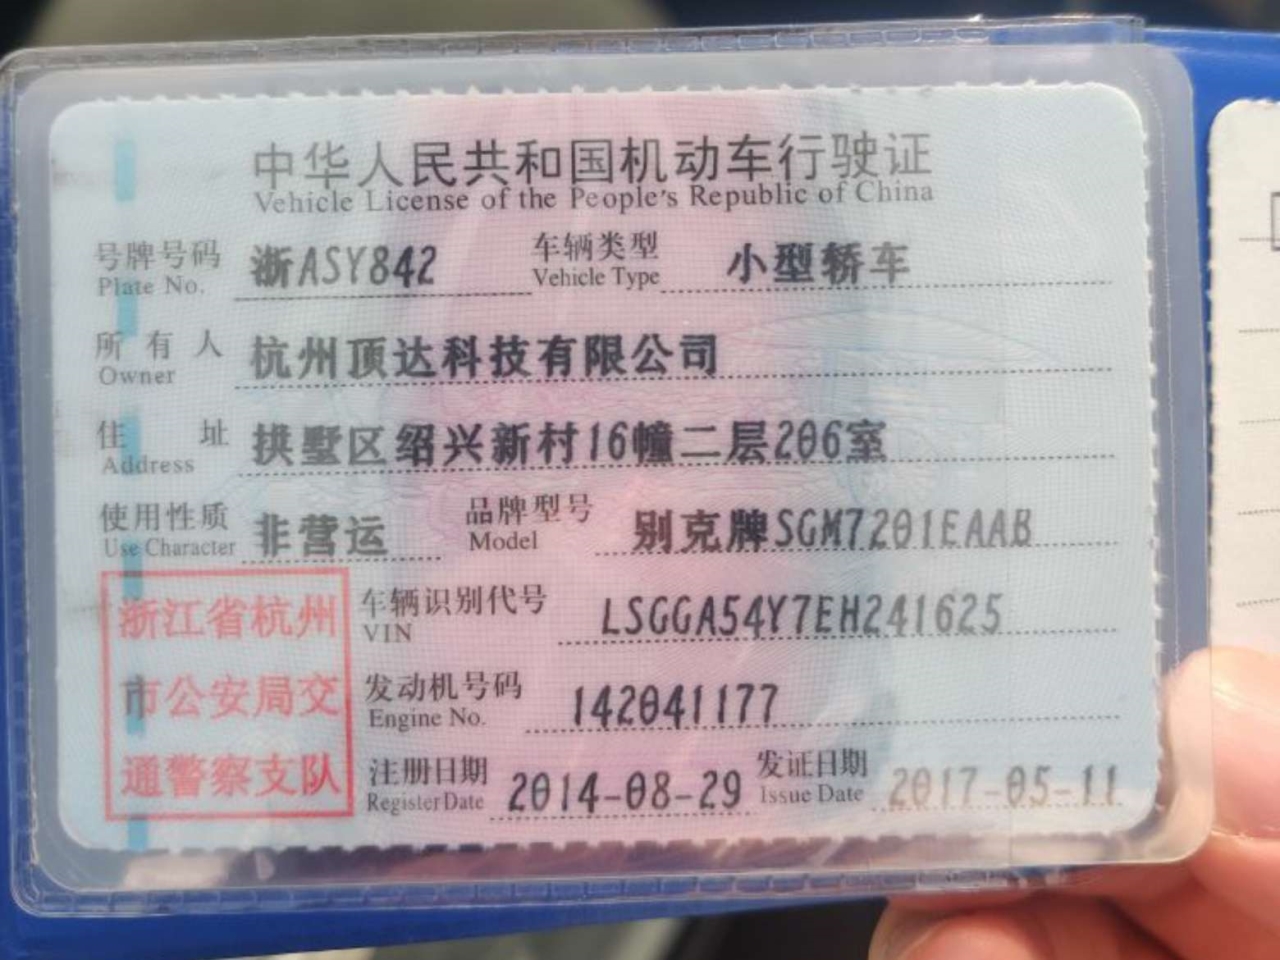 中华人民共和国机动车行驶证
Vehicle License of the People's Republic of China
号牌号码 浙ASY842 车辆类型 小型轿车
Plate No. Vehicle Type
所有人 杭州顶达科技有限公司
Owner
住址 拱墅区绍兴新村16幢二层206室
Address
使用性质 非营运 品牌型号 别克牌SGM7201EAAB
Use Character Model
浙江省杭州
市公安局交
通警察支队
车辆识别代号 LSGGA54Y7EH241625
VIN
发动机号码 142041177
Engine No.
注册日期 2014-08-29 发证日期 2017-05-11
Register Date Issue Date